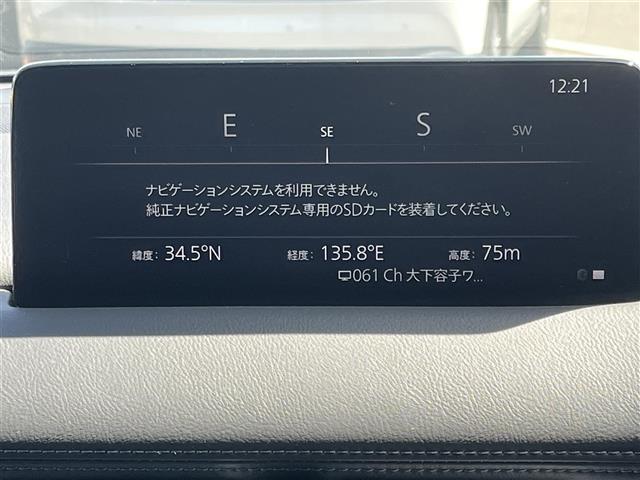 12:21
NE E SE S SW
ナビゲーションシステムを利用できません。
純正ナビゲーションシステム専用のSDカードを装着してください。
緯度: 34.5°N 経度: 135.8°E 高度: 75m
061 Ch 大下容子ワ...